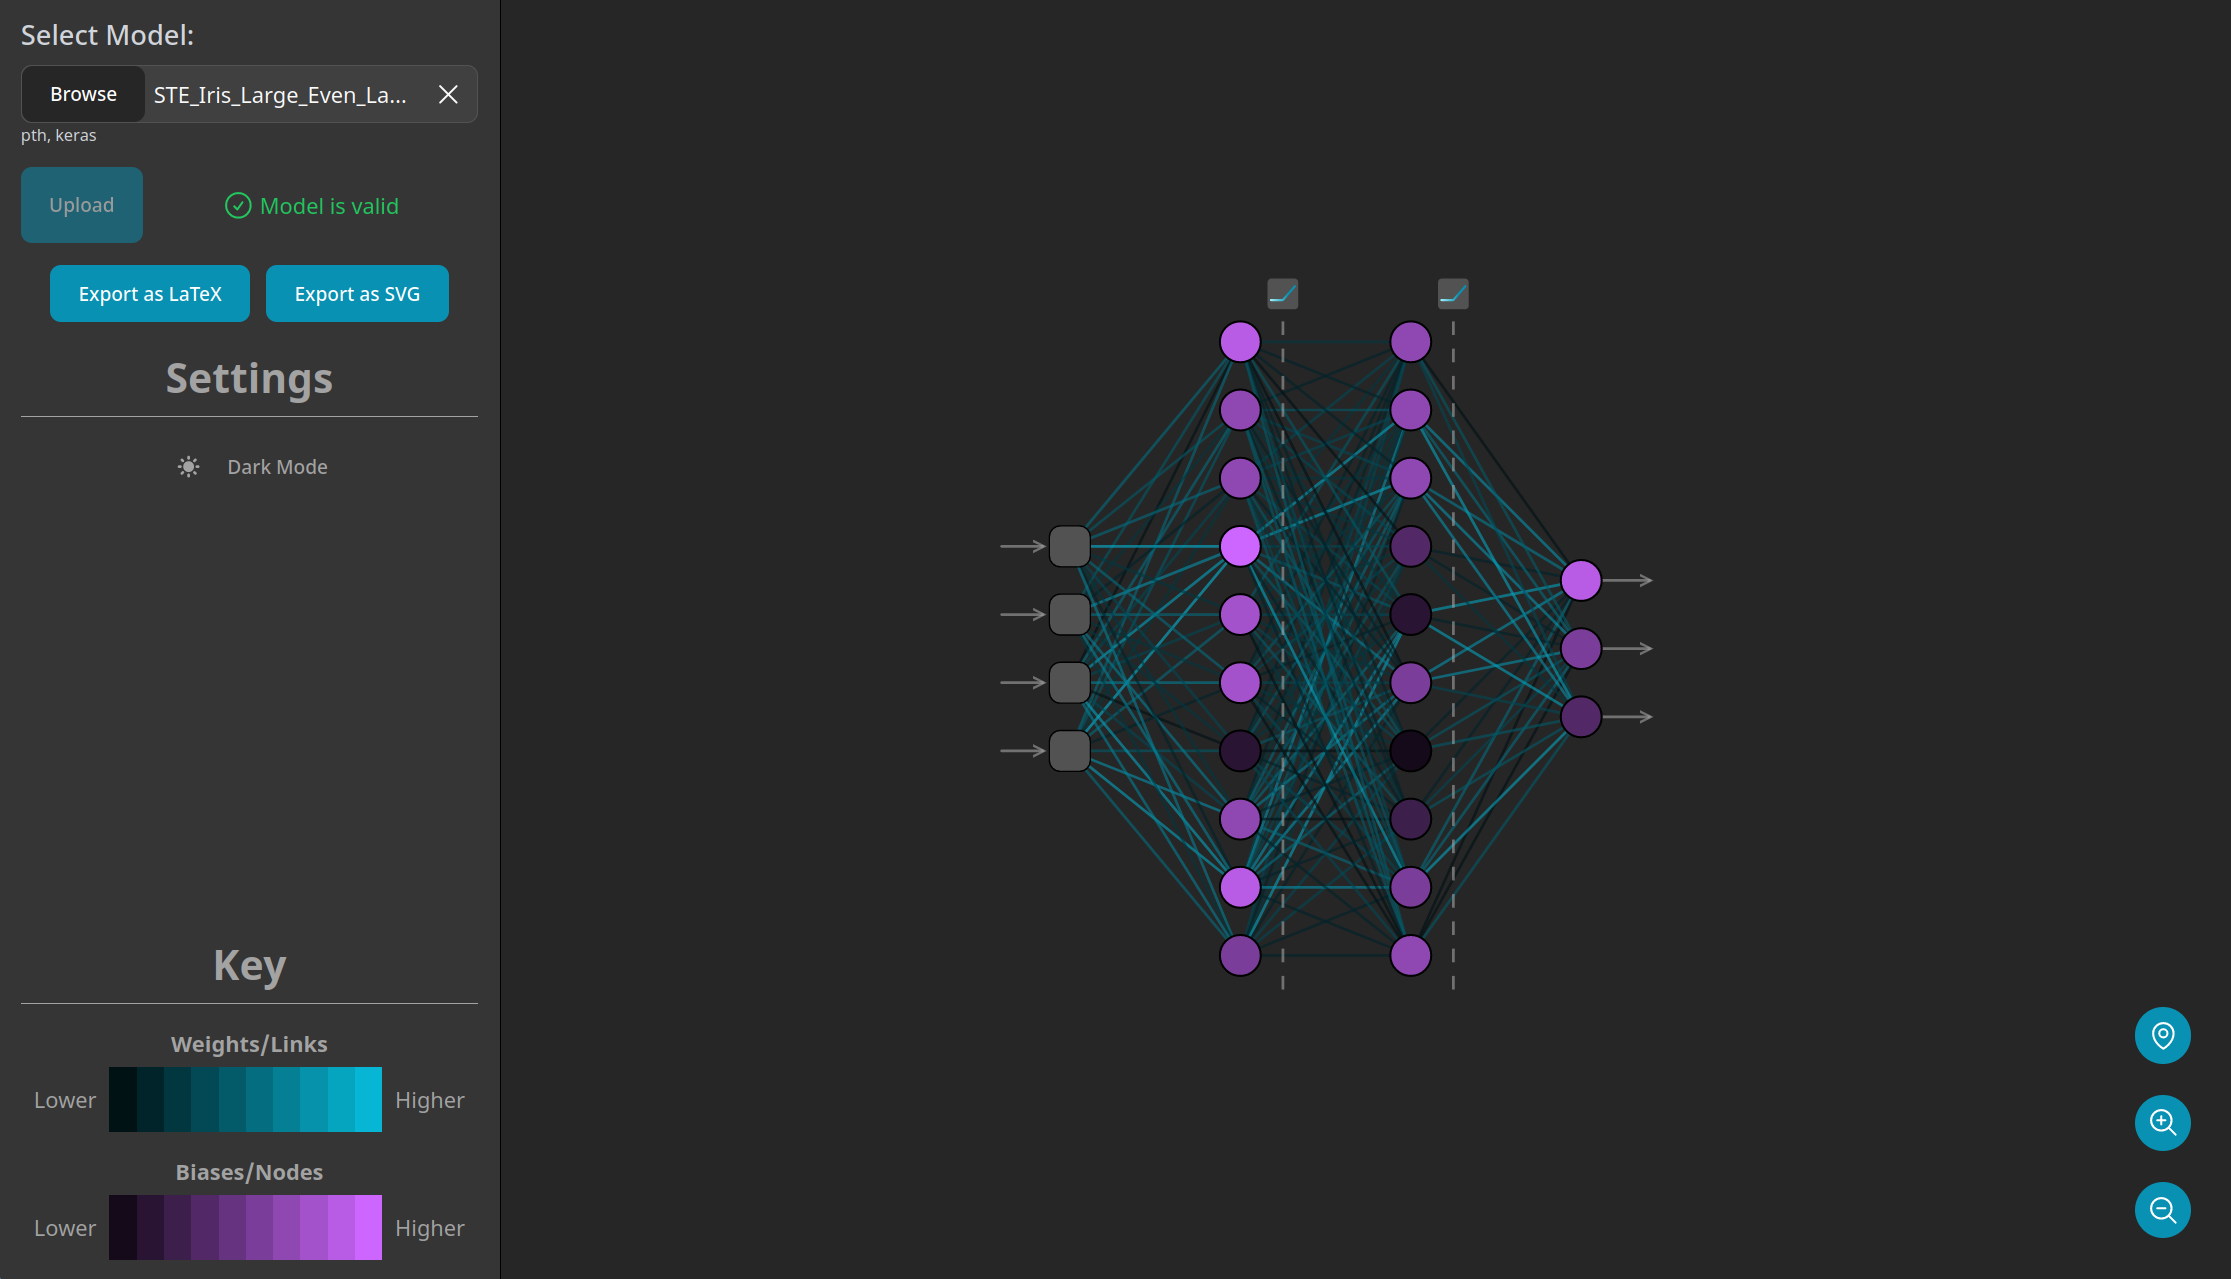 Select Model:
Browse STE_Iris_Large_Even_La...
pth, keras
Upload
Model is valid
Export as LaTeX
Export as SVG
Settings
Dark Mode
Key
Weights/Links
Lower Higher
Biases/Nodes
Lower Higher